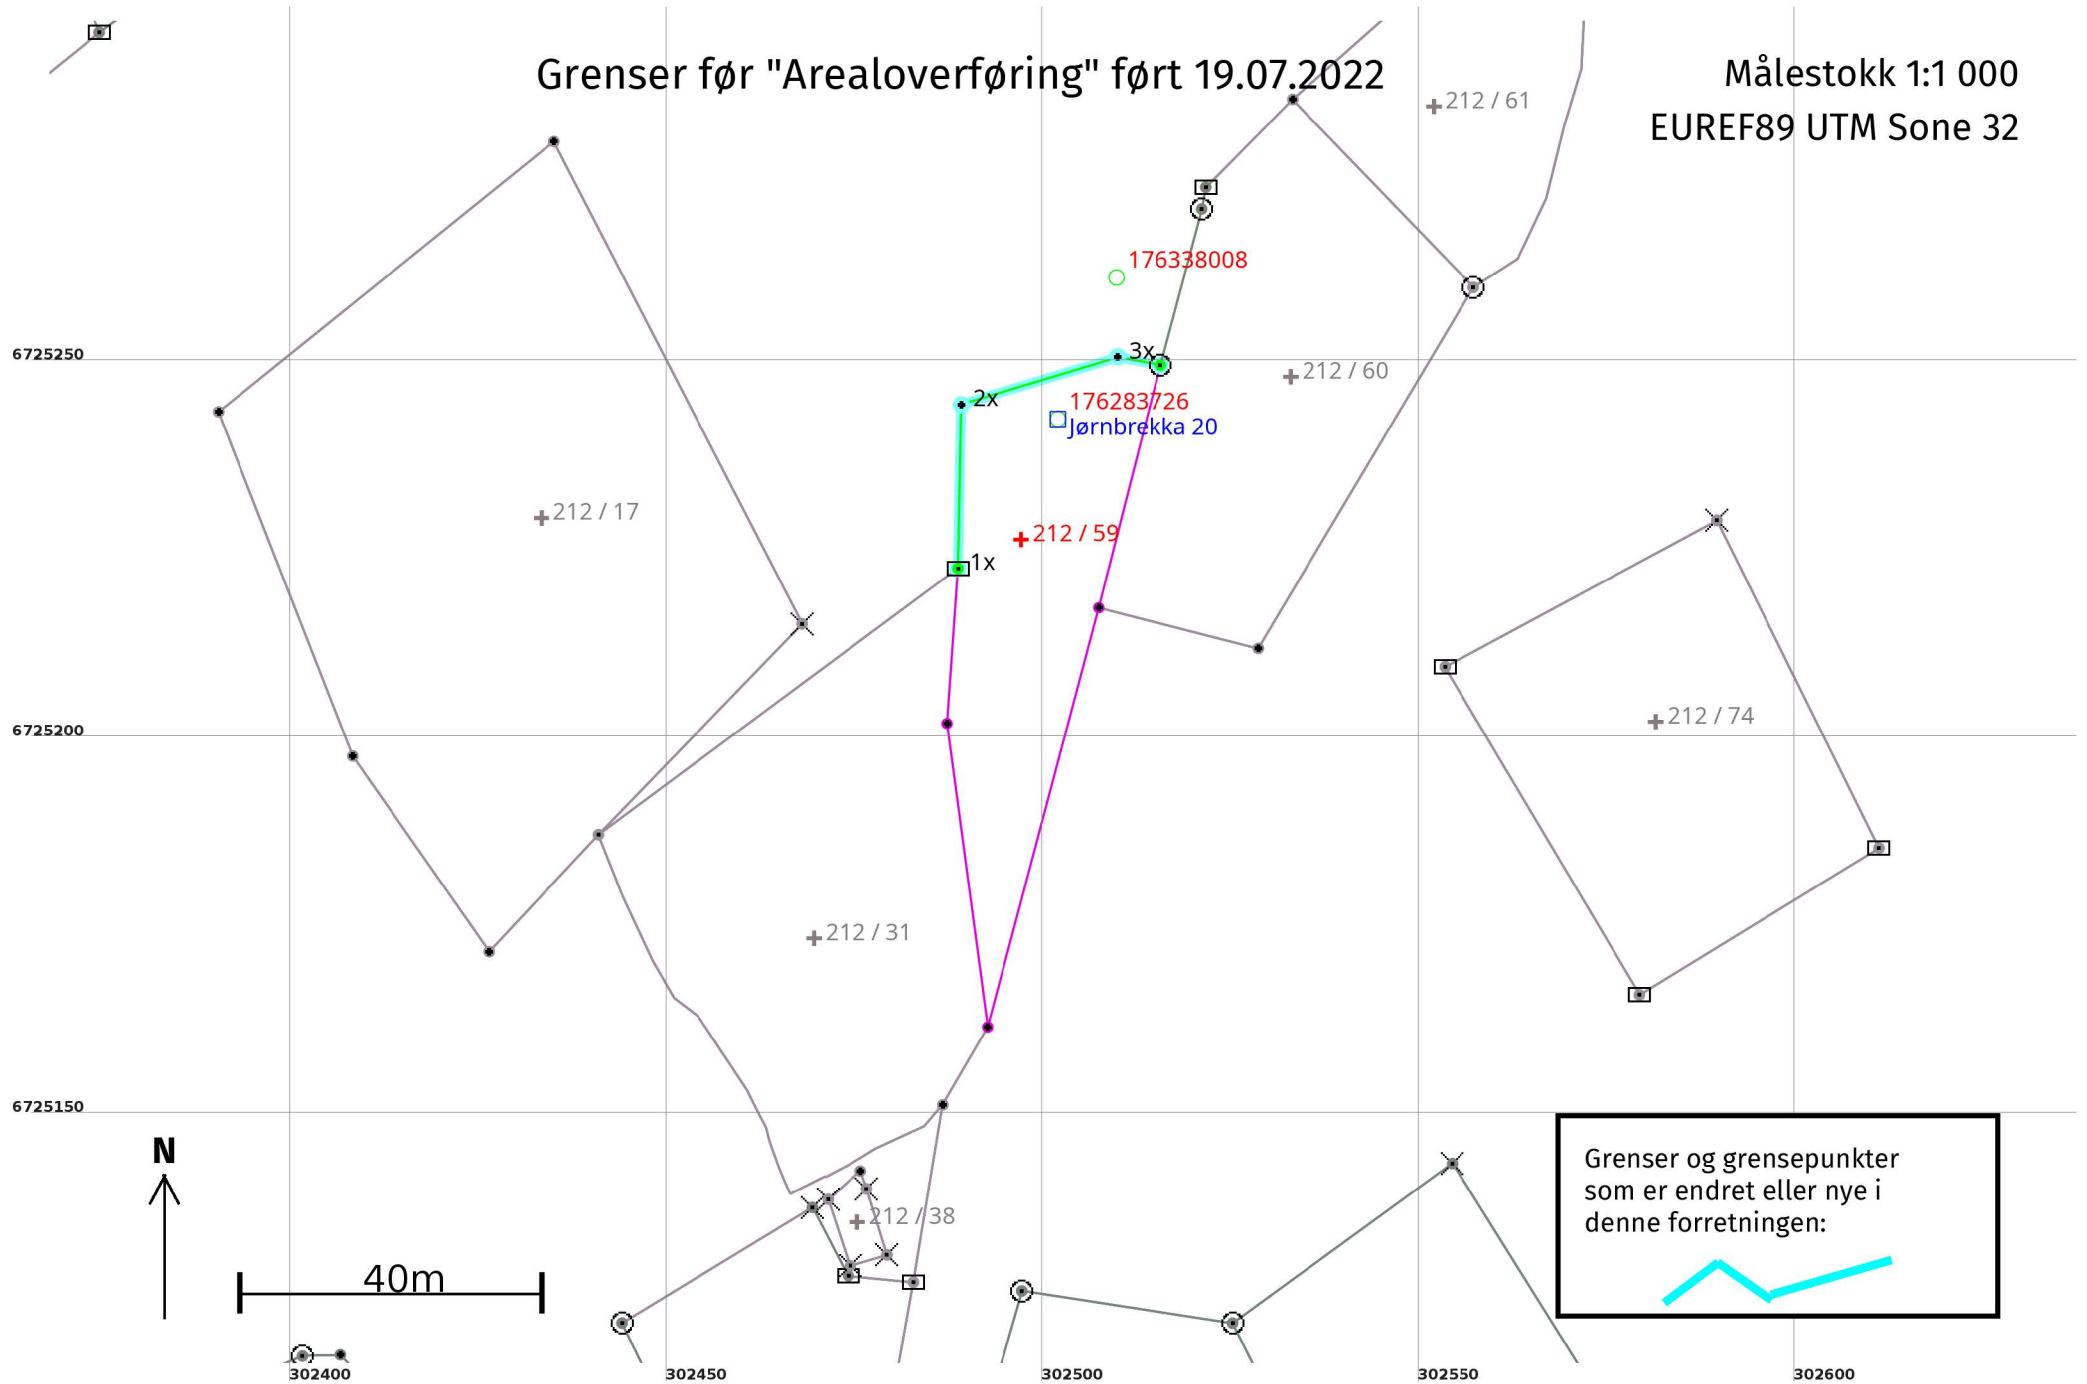 Grenser før "Arealoverføring" ført 19.07.2022
Målestokk 1:1 000
EUREF89 UTM Sone 32
212 / 61
176338008
6725250
3x
212 / 60
2x
176283726
Jørnbrekka 20
212 / 17
212 / 59
1x
212 / 74
6725200
212 / 31
6725150
N
Grenser og grensepunkter
som er endret eller nye i
denne forretningen:
212 / 38
40m
302400
302450
302500
302550
302600